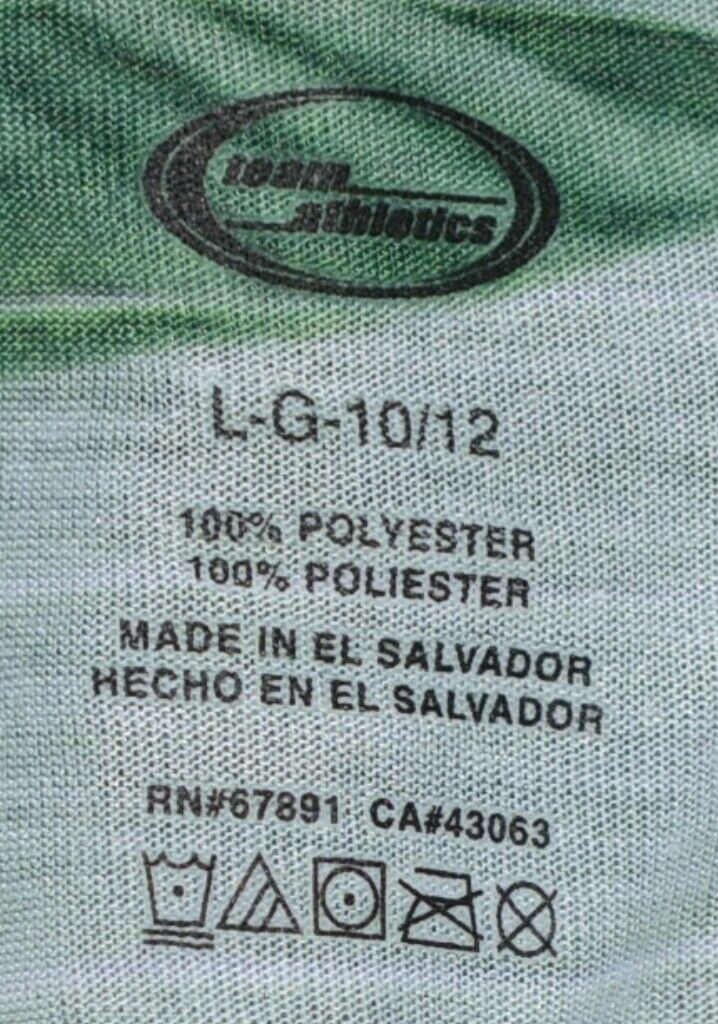 team
athletics
L-G-10/12
100% POLYESTER
100% POLIESTER
MADE IN EL SALVADOR
HECHO EN EL SALVADOR
RN#67891 CA#43063